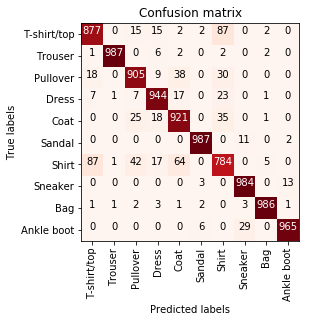 Confusion matrix
True labels
T-shirt/top 877 0 15 15 2 2 87 0 2 0
Trouser 1 987 0 6 2 0 2 0 2 0
Pullover 18 0 905 9 38 0 30 0 0 0
Dress 7 1 7 944 17 0 23 0 1 0
Coat 0 0 25 18 921 0 35 0 1 0
Sandal 0 0 0 0 0 987 0 11 0 2
Shirt 87 1 42 17 64 0 784 0 5 0
Sneaker 0 0 0 0 0 3 0 984 0 13
Bag 1 1 2 3 1 2 0 3 986 1
Ankle boot 0 0 0 0 0 6 0 29 0 965
T-shirt/top Trouser Pullover Dress Coat Sandal Shirt Sneaker Bag Ankle boot
Predicted labels